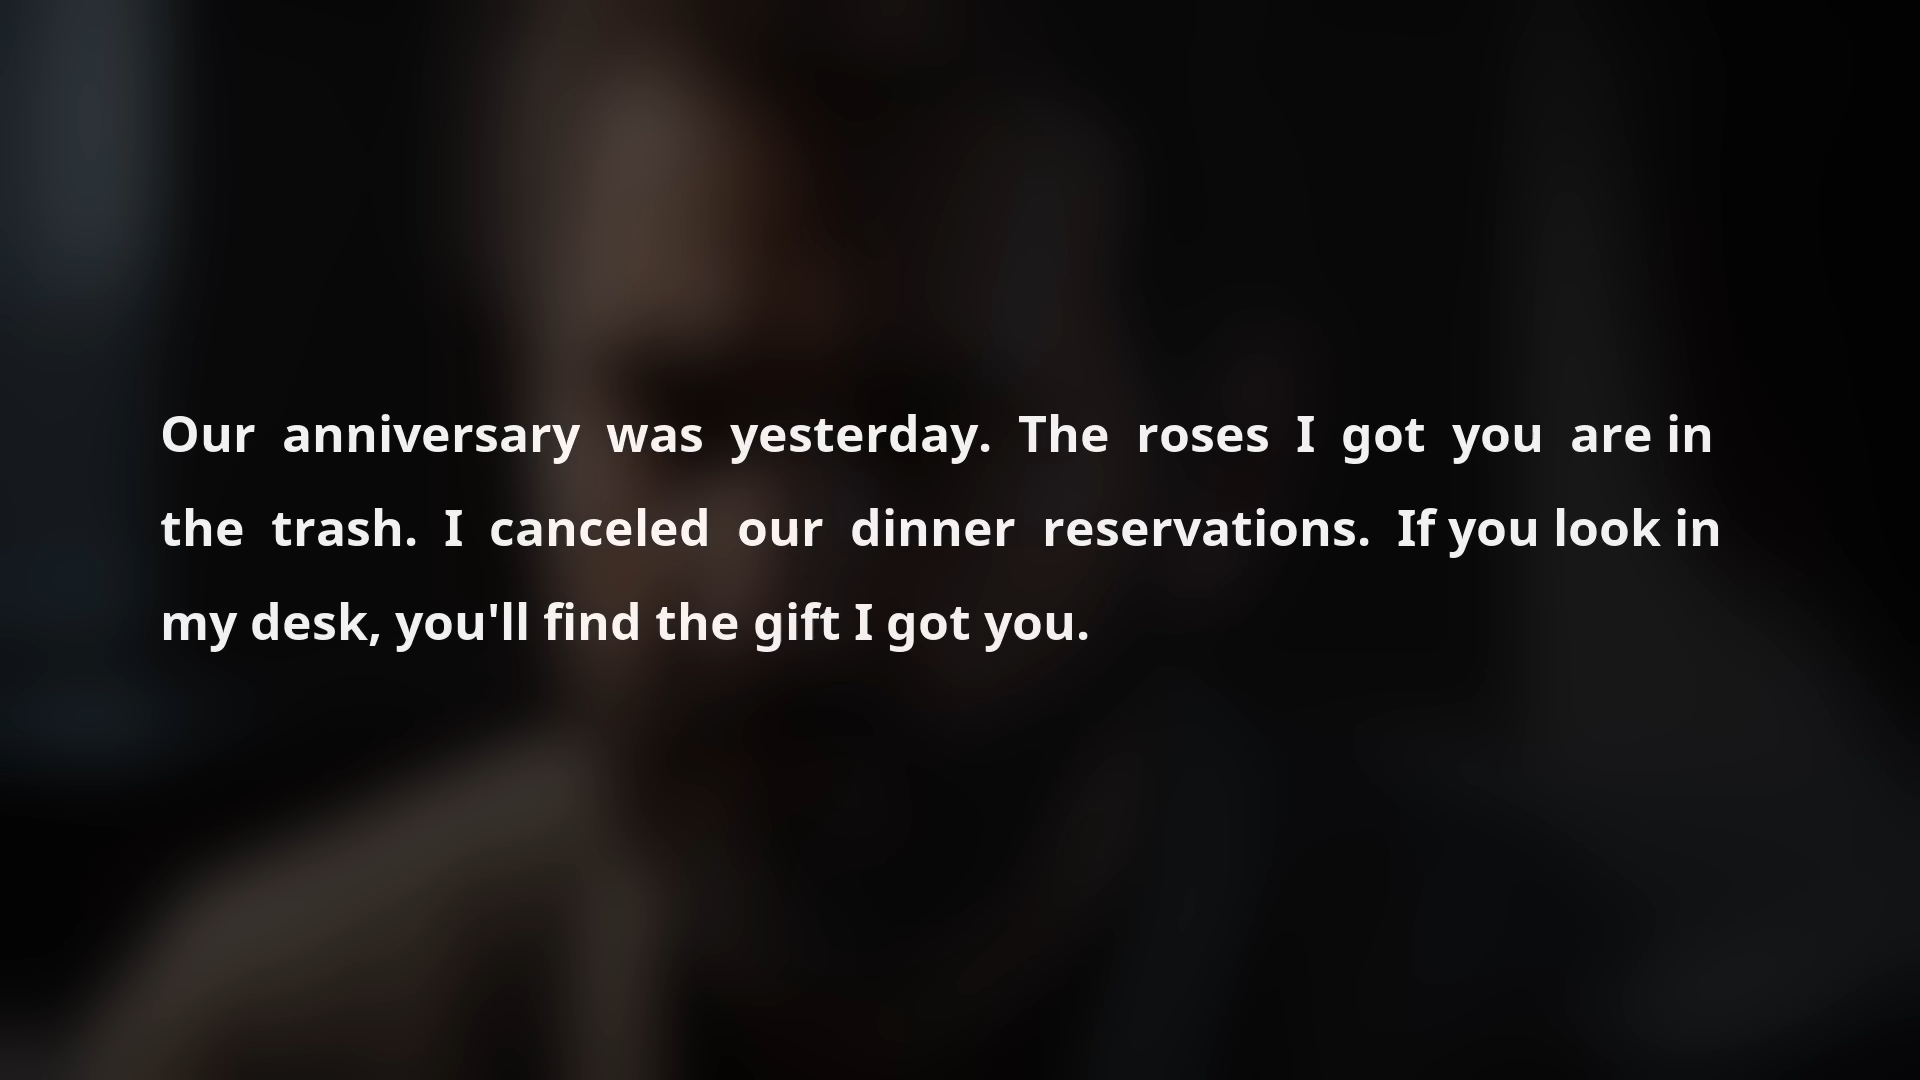 Our anniversary was yesterday. The roses I got you are in
the trash. I canceled our dinner reservations. If you look in
my desk, you'll find the gift I got you.